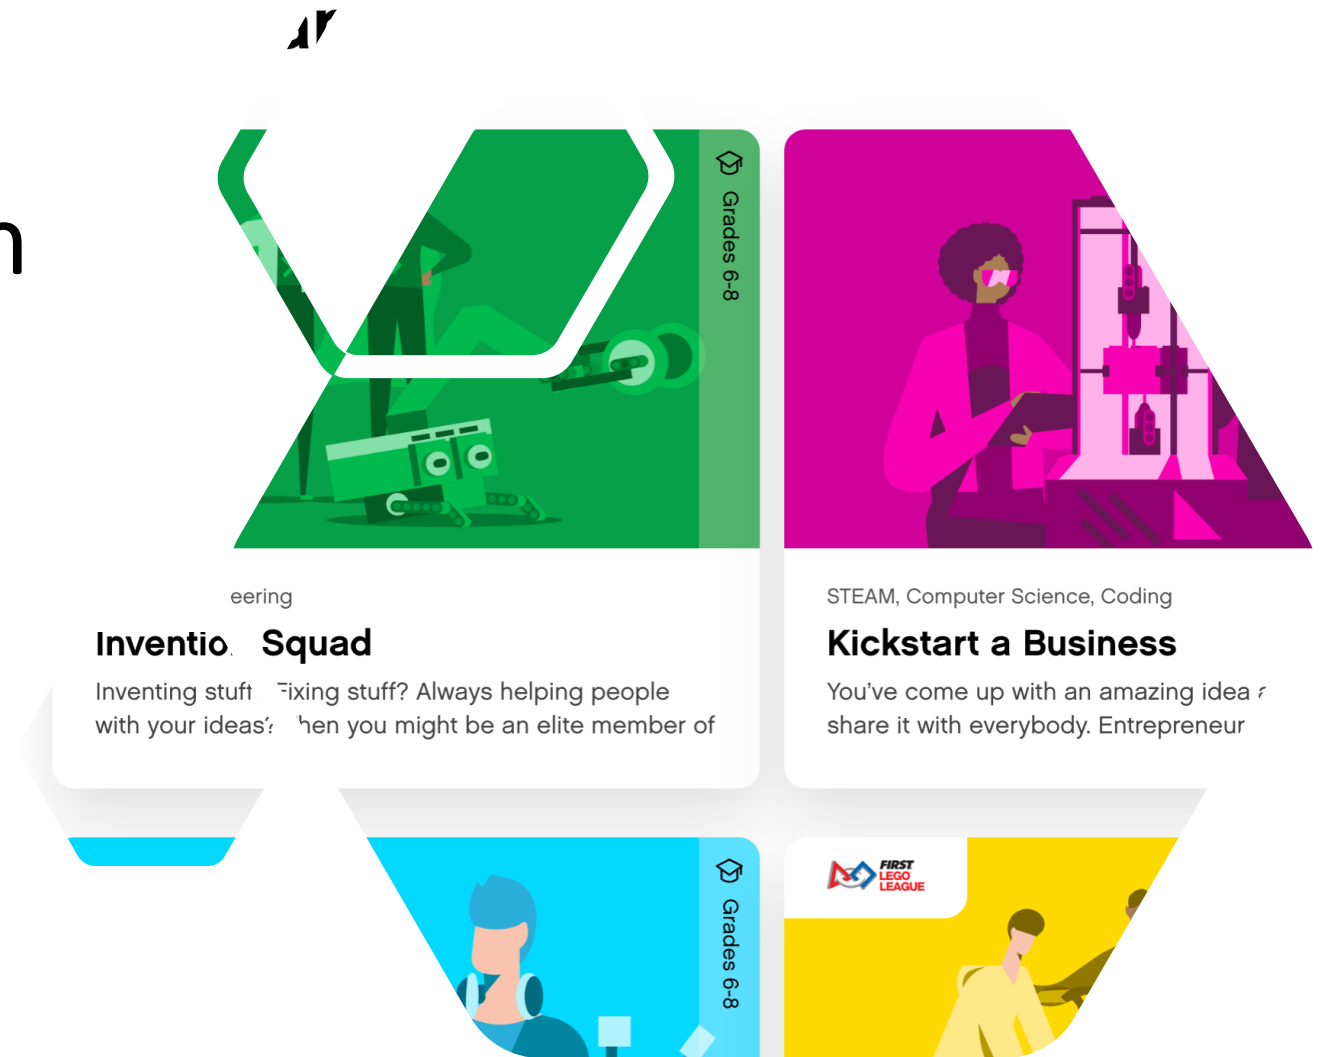 Grades 6-8
eering
STEAM, Computer Science, Coding
Squad
Kickstart a Business
Inventing stuff ixing stuff? Always helping people
You’ve come up with an amazing idea
with your ideas? hen you might be an elite member of
share it with everybody. Entrepreneur
Grades 6-8
FIRST
LEGO
LEAGUE